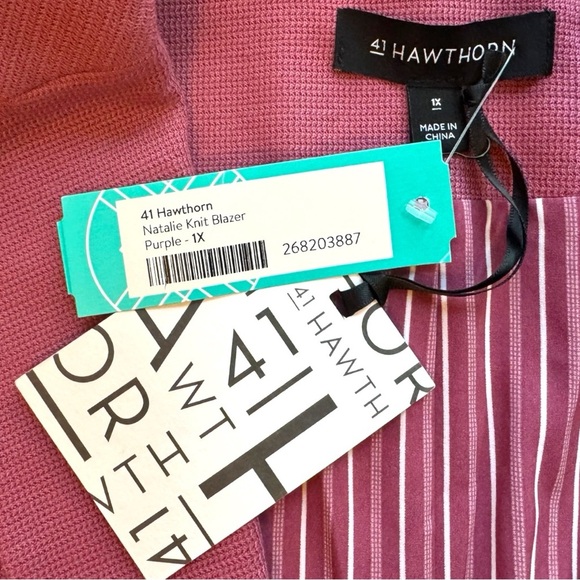 41 HAWTHORN
1X
MADE IN
CHINA
41 Hawthorn
Natalie Knit Blazer
Purple - 1X
268203887
41
41 HAWTH